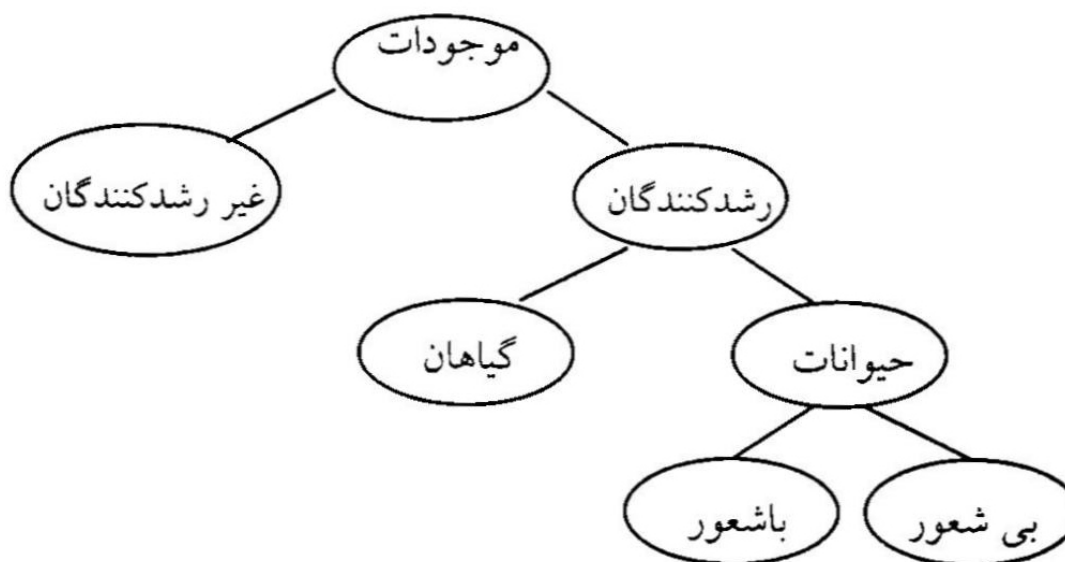 موجودات
رشدکنندگان
غیر رشدکنندگان
حیوانات
گیاهان
بی شعور
باشعور